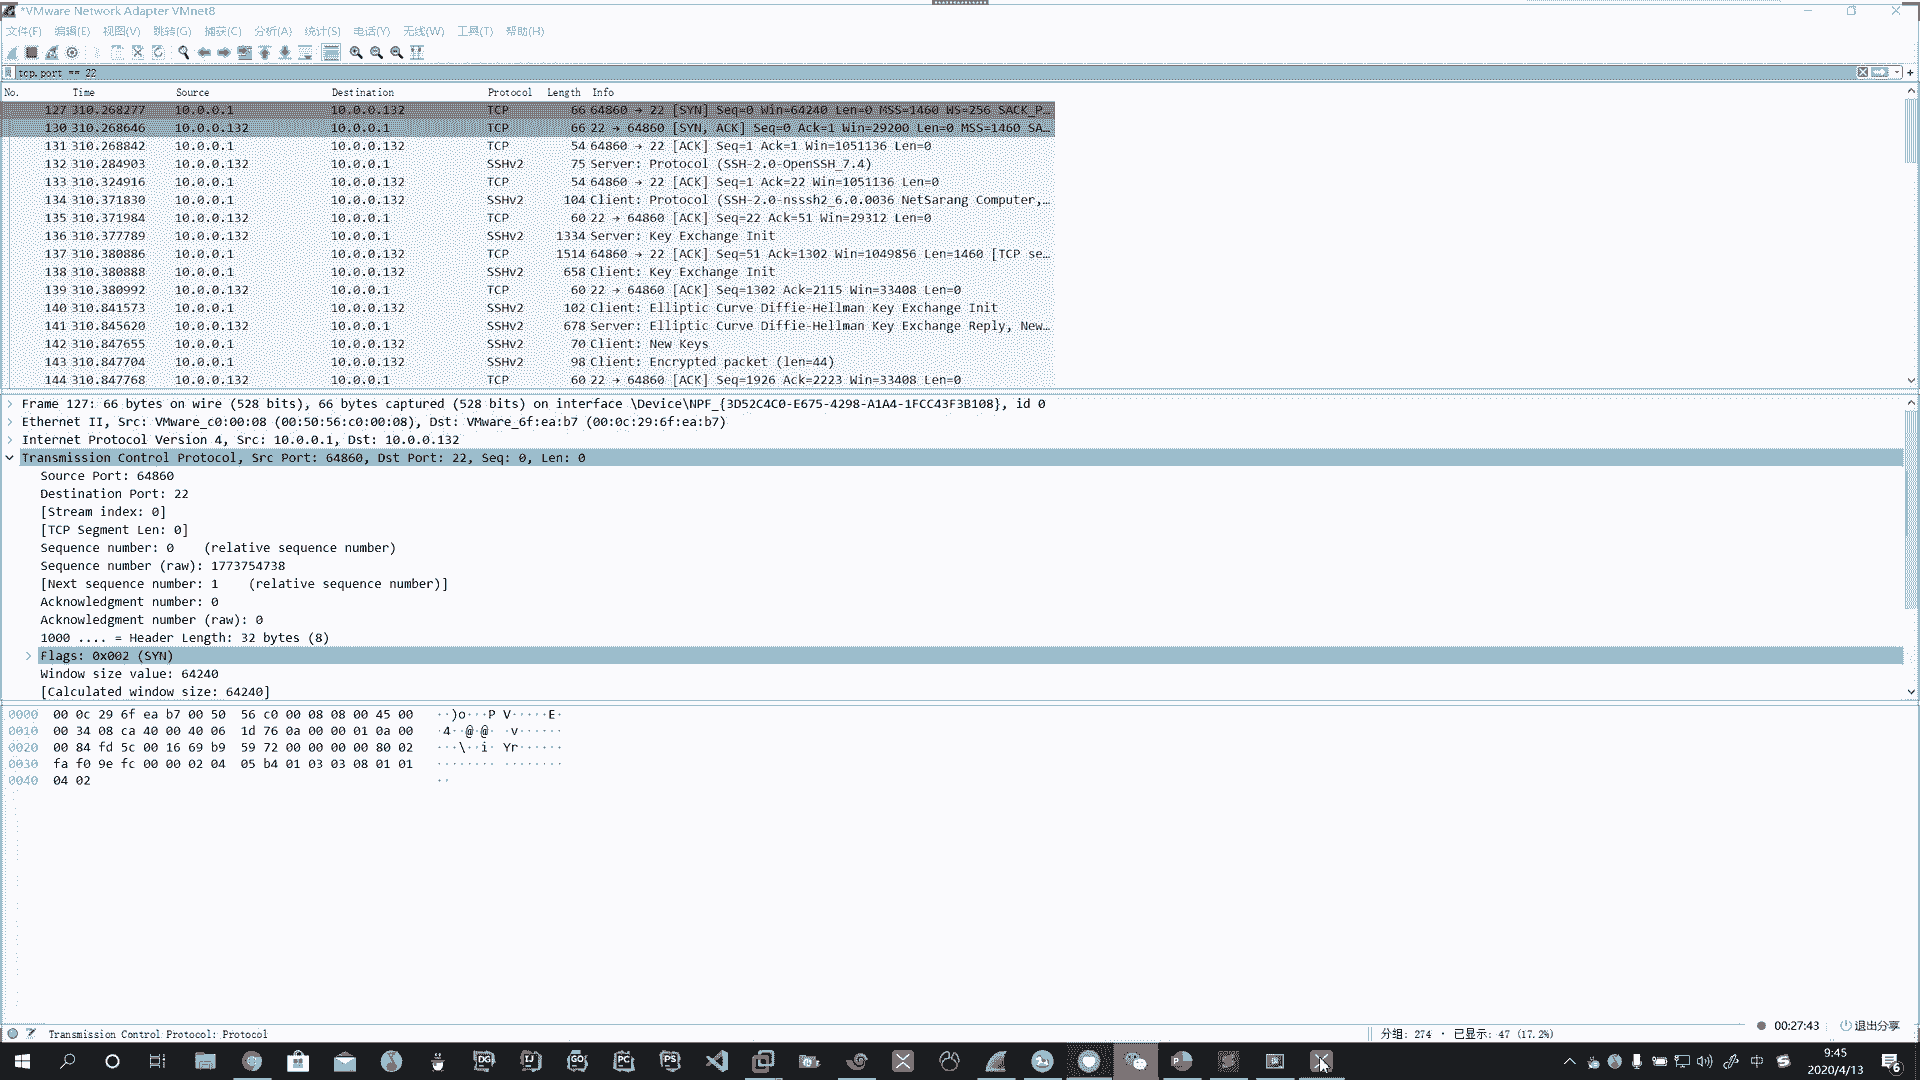 *VMware Network Adapter VMnet8
文件(F) 编辑(E) 视图(V) 跳转(G) 捕获(C) 分析(A) 统计(S) 电话(Y) 无线(W) 工具(T) 帮助(H)
tcp.port == 22
No. Time Source Destination Protocol Length Info
127 310.268277 10.0.0.1 10.0.0.132 TCP 66 64860 → 22 [SYN] Seq=0 Win=64240 Len=0 MSS=1460 WS=256 SACK_P…
130 310.268646 10.0.0.132 10.0.0.1 TCP 66 22 → 64860 [SYN, ACK] Seq=0 Ack=1 Win=29200 Len=0 MSS=1460 SA…
131 310.268842 10.0.0.1 10.0.0.132 TCP 54 64860 → 22 [ACK] Seq=1 Ack=1 Win=1051136 Len=0
132 310.284903 10.0.0.132 10.0.0.1 SSHv2 75 Server: Protocol (SSH-2.0-OpenSSH_7.4)
133 310.324916 10.0.0.1 10.0.0.132 TCP 54 64860 → 22 [ACK] Seq=1 Ack=22 Win=1051136 Len=0
134 310.371830 10.0.0.1 10.0.0.132 SSHv2 104 Client: Protocol (SSH-2.0-nsssh2_6.0.0036 NetSarang Computer,…
135 310.371984 10.0.0.132 10.0.0.1 TCP 60 22 → 64860 [ACK] Seq=22 Ack=51 Win=29312 Len=0
136 310.377789 10.0.0.132 10.0.0.1 SSHv2 1334 Server: Key Exchange Init
137 310.380886 10.0.0.1 10.0.0.132 TCP 1514 64860 → 22 [ACK] Seq=51 Ack=1302 Win=1049856 Len=1460 [TCP se…
138 310.380888 10.0.0.1 10.0.0.132 SSHv2 658 Client: Key Exchange Init
139 310.380992 10.0.0.132 10.0.0.1 TCP 60 22 → 64860 [ACK] Seq=1302 Ack=2115 Win=33408 Len=0
140 310.841573 10.0.0.1 10.0.0.132 SSHv2 102 Client: Elliptic Curve Diffie-Hellman Key Exchange Init
141 310.845620 10.0.0.132 10.0.0.1 SSHv2 678 Server: Elliptic Curve Diffie-Hellman Key Exchange Reply, New…
142 310.847655 10.0.0.1 10.0.0.132 SSHv2 70 Client: New Keys
143 310.847704 10.0.0.1 10.0.0.132 SSHv2 98 Client: Encrypted packet (len=44)
144 310.847768 10.0.0.132 10.0.0.1 TCP 60 22 → 64860 [ACK] Seq=1926 Ack=2223 Win=33408 Len=0
Frame 127: 66 bytes on wire (528 bits), 66 bytes captured (528 bits) on interface \Device\NPF_{3D52C4C0-E675-4298-A1A4-1FCC43F3B108}, id 0
Ethernet II, Src: VMware_c0:00:08 (00:50:56:c0:00:08), Dst: VMware_6f:ea:b7 (00:0c:29:6f:ea:b7)
Internet Protocol Version 4, Src: 10.0.0.1, Dst: 10.0.0.132
Transmission Control Protocol, Src Port: 64860, Dst Port: 22, Seq: 0, Len: 0
Source Port: 64860
Destination Port: 22
[Stream index: 0]
[TCP Segment Len: 0]
Sequence number: 0 (relative sequence number)
Sequence number (raw): 1773754738
[Next sequence number: 1 (relative sequence number)]
Acknowledgment number: 0
Acknowledgment number (raw): 0
1000 .... = Header Length: 32 bytes (8)
Flags: 0x002 (SYN)
Window size value: 64240
[Calculated window size: 64240]
0000 00 0c 29 6f ea b7 00 50 56 c0 00 08 08 00 45 00 ··)o···P V·····E·
0010 00 34 08 ca 40 00 40 06 1d 76 0a 00 00 01 0a 00 ·4··@·@· ·v······
0020 00 84 fd 5c 00 16 69 b9 59 72 00 00 00 00 80 02 ···\··i· Yr······
0030 fa f0 9e fc 00 00 02 04 05 b4 01 03 03 08 01 01 ········ ········
0040 04 02 ··
Transmission Control Protocol: Protocol
分组: 274 · 已显示: 47 (17.2%)
00:27:43 退出分享
DG IJ GO PC PS
中
9:45
2020/4/13
6